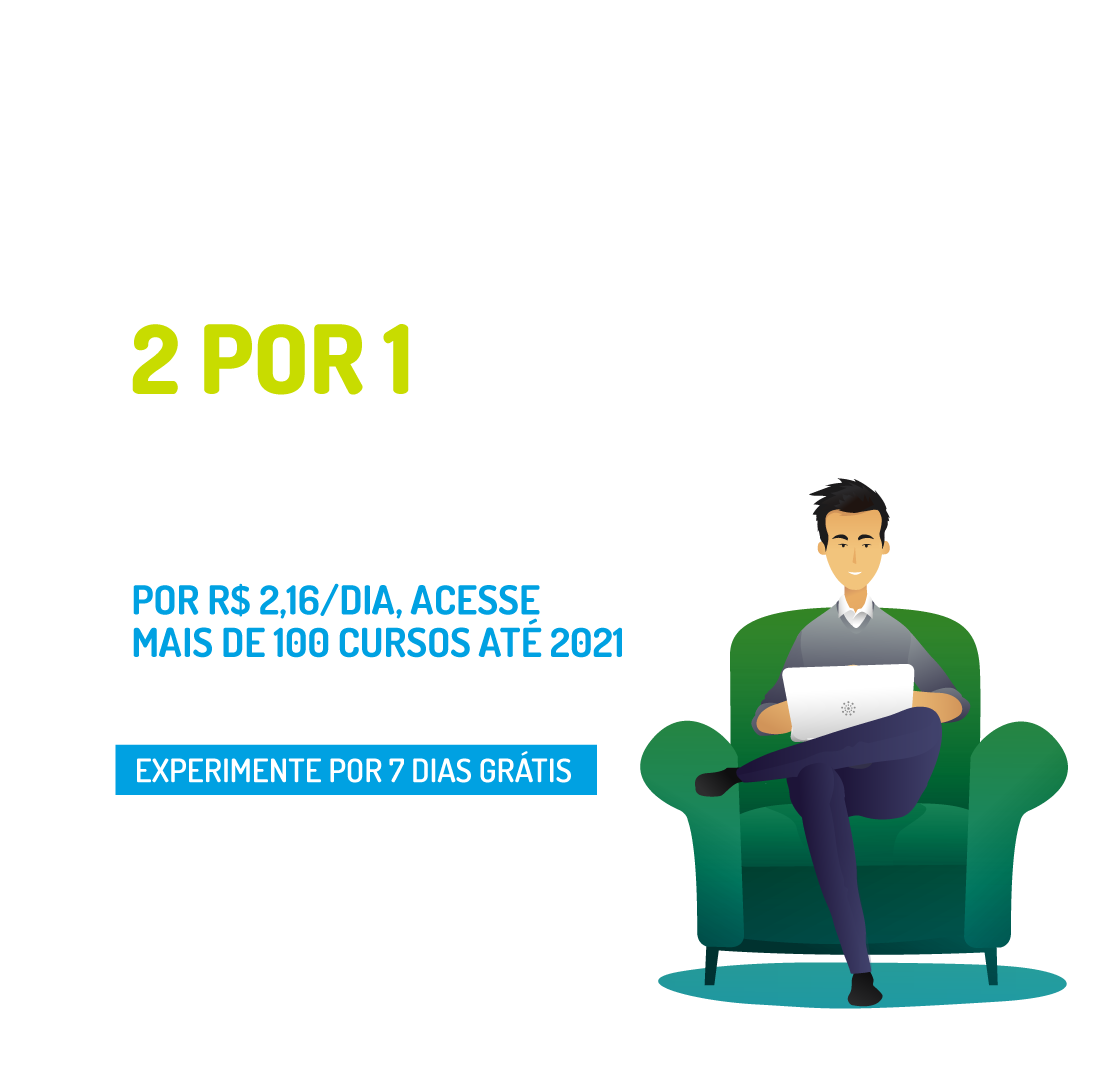 2 POR 1
POR R$ 2,16/DIA, ACESSE
MAIS DE 100 CURSOS ATÉ 2021
EXPERIMENTE POR 7 DIAS GRÁTIS